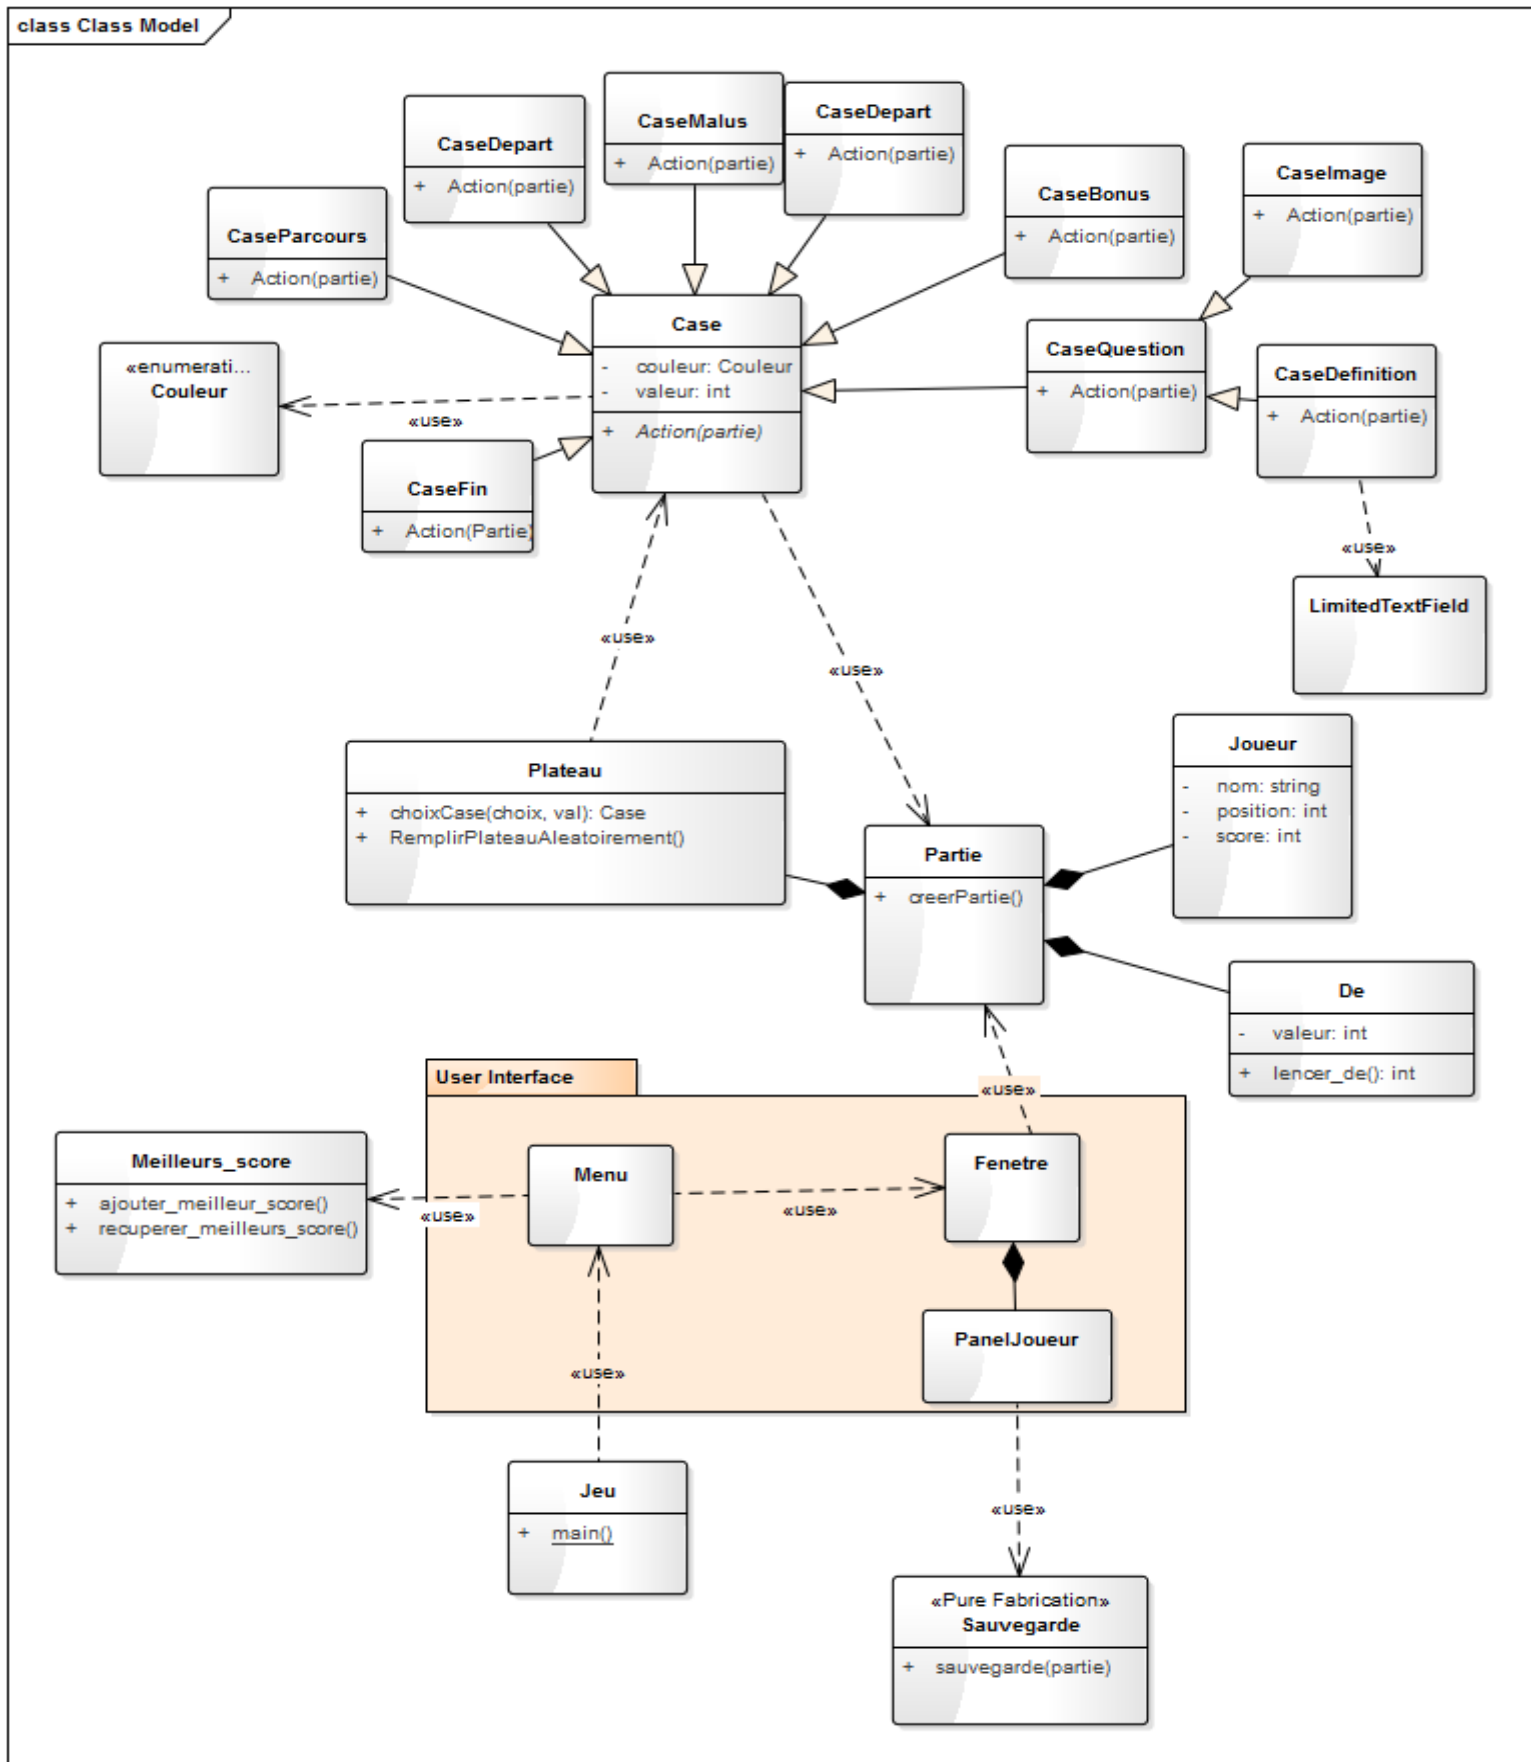 class Class Model
CaseParcours
+ Action(partie)
CaseDepart
+ Action(partie)
CaseMalus
+ Action(partie)
CaseDepart
+ Action(partie)
CaseBonus
+ Action(partie)
CaseImage
+ Action(partie)
«enumerati...
Couleur
«use»
Case
- couleur: Couleur
- valeur: int
+ Action(partie)
CaseQuestion
+ Action(partie)
CaseDefinition
+ Action(partie)
CaseFin
+ Action(Partie)
«use»
LimitedTextField
«use»
«use»
Plateau
+ choixCase(choix, val): Case
+ RemplirPlateauAleatoirement()
Partie
+ creerPartie()
Joueur
- nom: string
- position: int
- score: int
De
- valeur: int
+ lencer_de(): int
«use»
User Interface
Meilleurs_score
+ ajouter_meilleur_score()
+ recuperer_meilleurs_score()
«use»
Menu
«use»
Fenetre
PanelJoueur
«use»
Jeu
+ main()
«use»
«Pure Fabrication»
Sauvegarde
+ sauvegarde(partie)